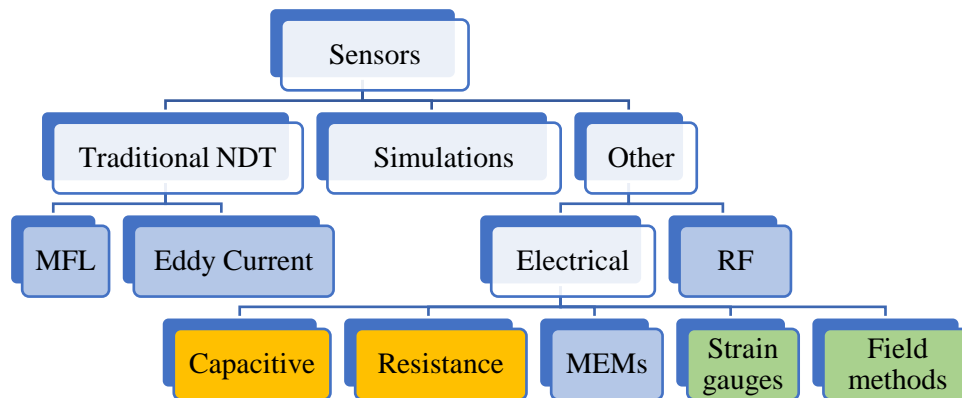 Sensors
Traditional NDT
Simulations
Other
MFL
Eddy Current
Electrical
RF
Capacitive
Resistance
MEMs
Strain
gauges
Field
methods